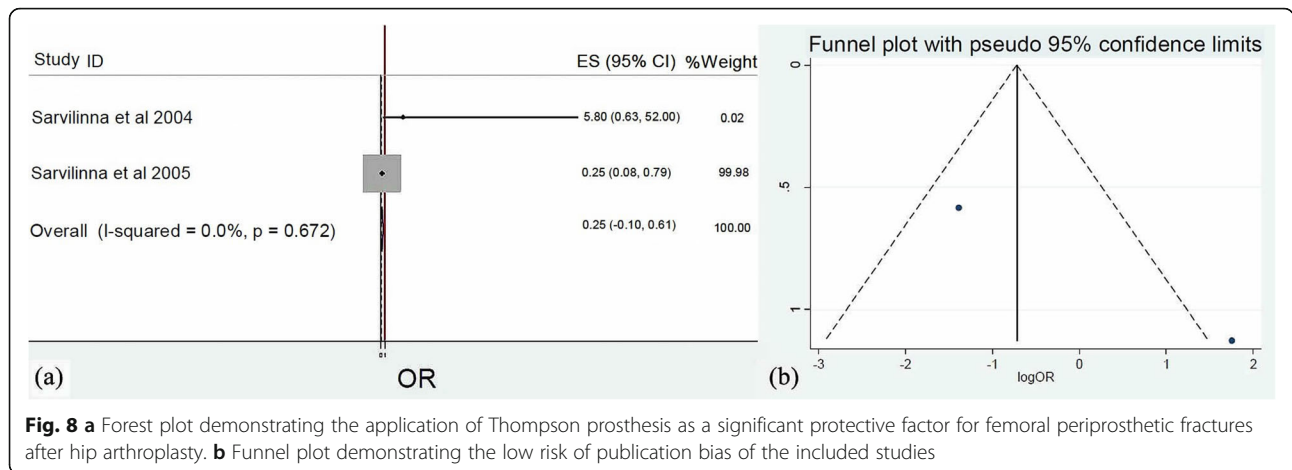 Study ID ES (95% CI) %Weight
Sarvilinna et al 2004 5.80 (0.63, 52.00) 0.02
Sarvilinna et al 2005 0.25 (0.08, 0.79) 99.98
Overall (I-squared = 0.0%, p = 0.672) 0.25 (-0.10, 0.61) 100.00
(a) OR
Funnel plot with pseudo 95% confidence limits
0
.5
1
-3 -2 -1 0 1 2
logOR
(b)
Fig. 8 a Forest plot demonstrating the application of Thompson prosthesis as a significant protective factor for femoral periprosthetic fractures
after hip arthroplasty. b Funnel plot demonstrating the low risk of publication bias of the included studies